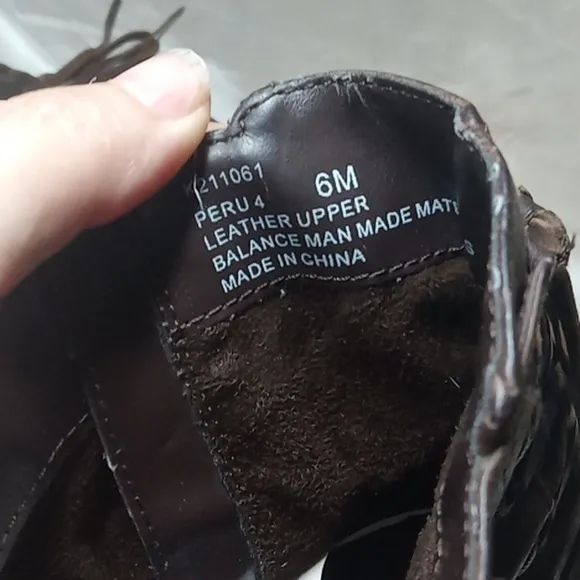 211061 6M
PERU 4
LEATHER UPPER
BALANCE MAN MADE MATE
S
MADE IN CHINA